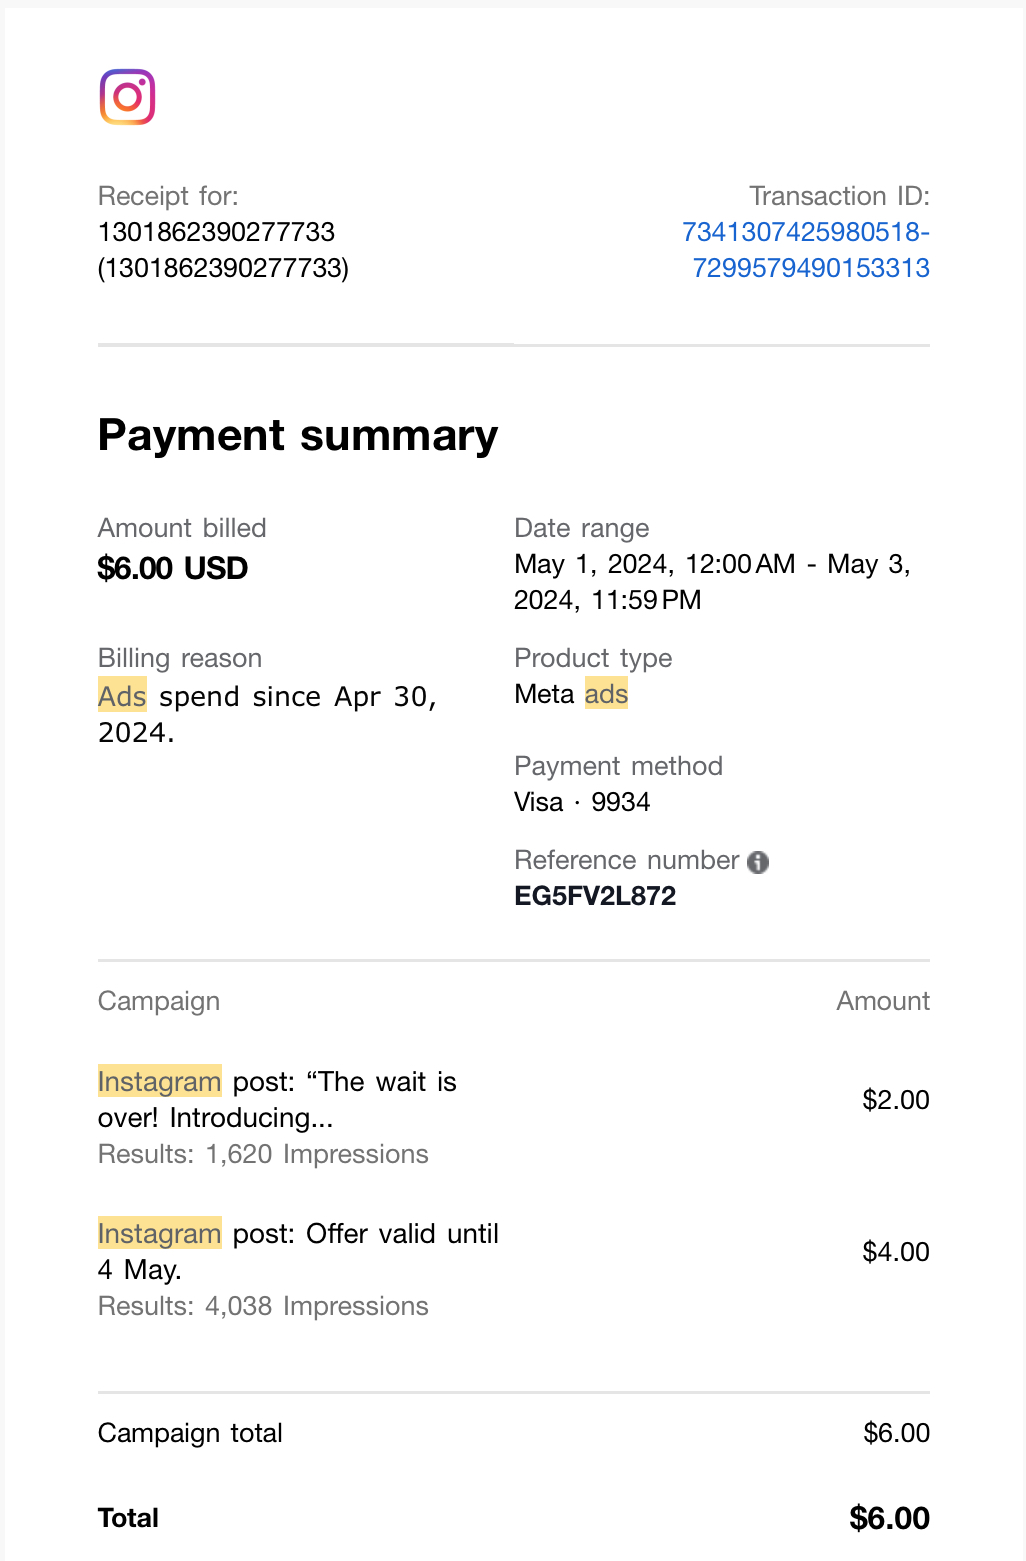 Receipt for:
1301862390277733
(1301862390277733)
Transaction ID:
7341307425980518-
7299579490153313
Payment summary
Amount billed
$6.00 USD
Date range
May 1, 2024, 12:00 AM - May 3,
2024, 11:59 PM
Billing reason
Ads spend since Apr 30,
2024.
Product type
Meta ads
Payment method
Visa · 9934
Reference number
EG5FV2L872
Campaign
Amount
Instagram post: “The wait is
over! Introducing...
Results: 1,620 Impressions
$2.00
Instagram post: Offer valid until
4 May.
Results: 4,038 Impressions
$4.00
Campaign total
$6.00
Total
$6.00